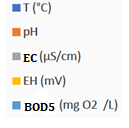 T (°C)
pH
EC (µS/cm)
EH (mV)
BOD5 (mg O2 /L)